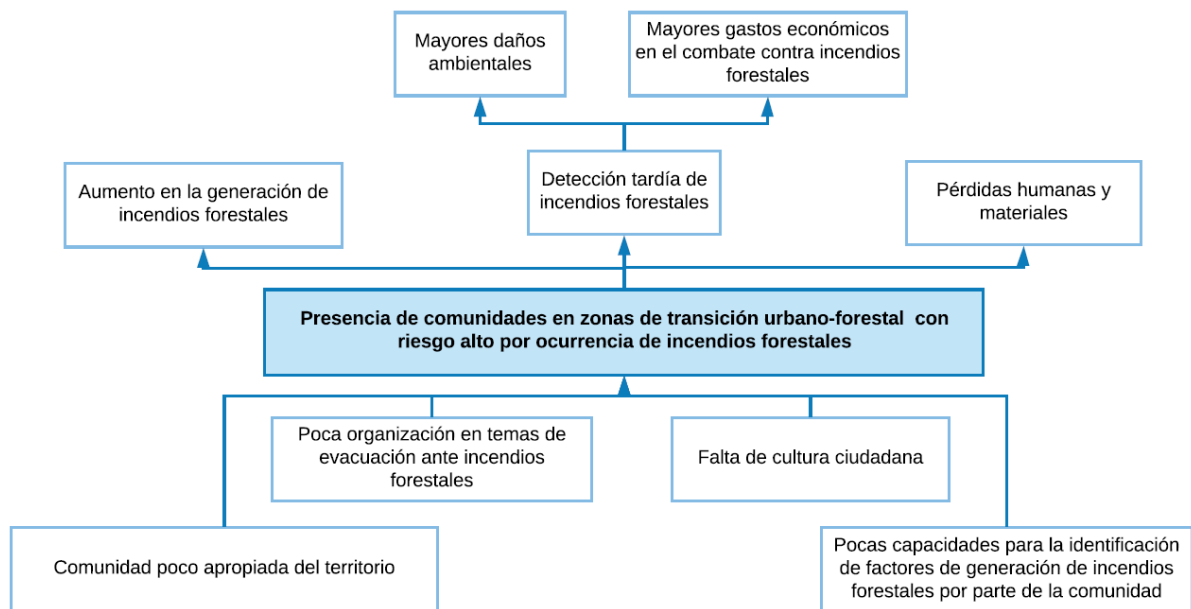 Mayores daños
ambientales
Mayores gastos económicos
en el combate contra incendios
forestales
Aumento en la generación de
incendios forestales
Detección tardía de
incendios forestales
Pérdidas humanas y
materiales
Presencia de comunidades en zonas de transición urbano-forestal con
riesgo alto por ocurrencia de incendios forestales
Poca organización en temas de
evacuación ante incendios
forestales
Falta de cultura ciudadana
Comunidad poco apropiada del territorio
Pocas capacidades para la identificación
de factores de generación de incendios
forestales por parte de la comunidad